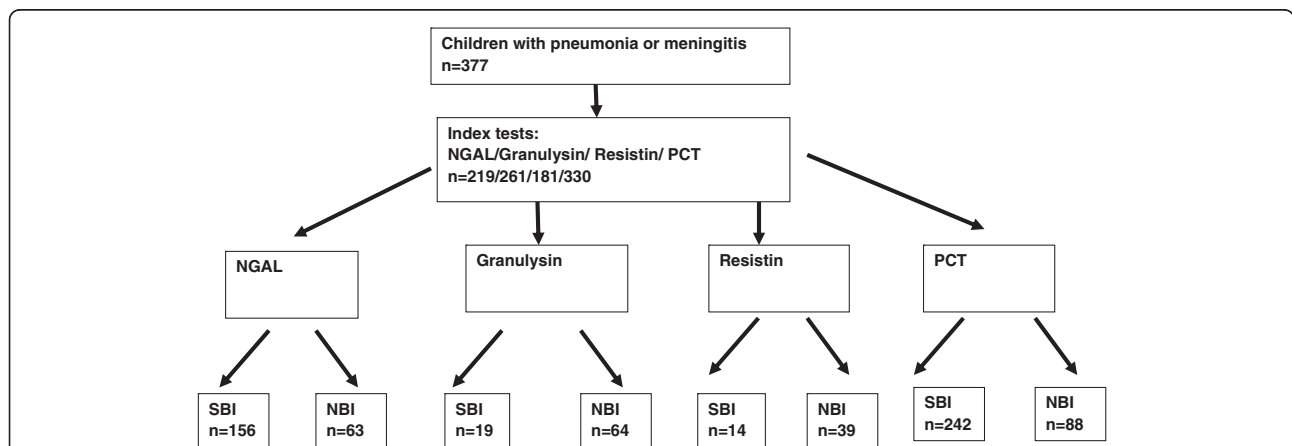 Children with pneumonia or meningitis
n=377
Index tests:
NGAL/Granulysin/ Resistin/ PCT
n=219/261/181/330
NGAL
Granulysin
Resistin
PCT
SBI
n=156
NBI
n=63
SBI
n=19
NBI
n=64
SBI
n=14
NBI
n=39
SBI
n=242
NBI
n=88